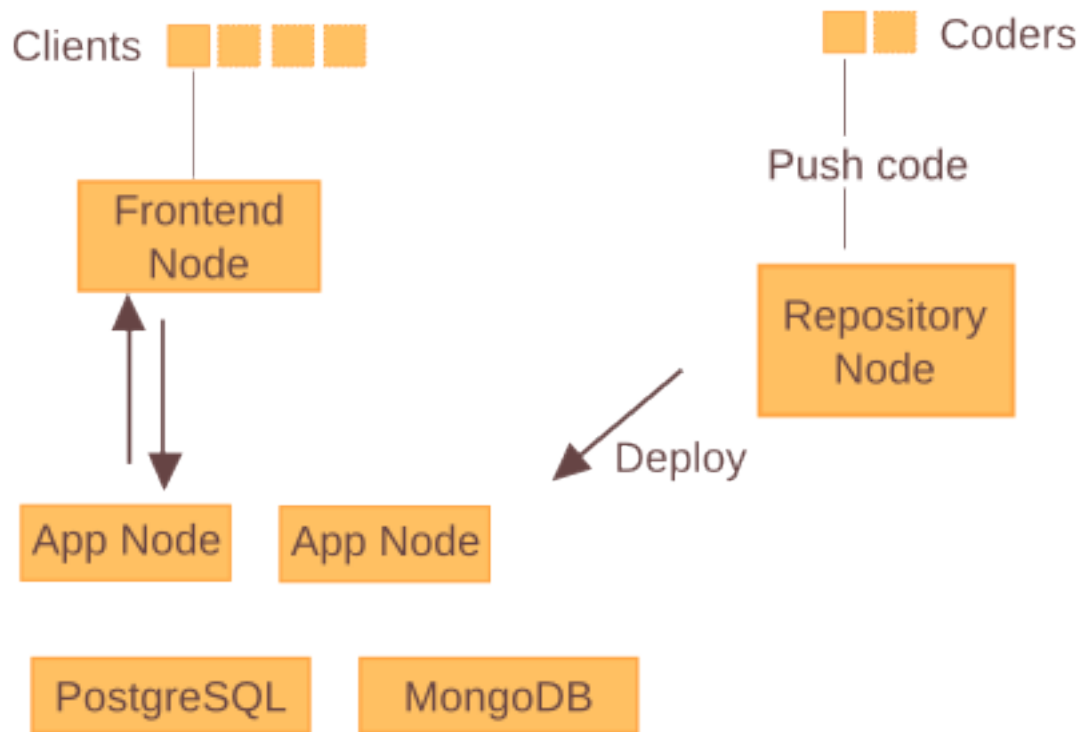 Clients
Coders
Push code
Frontend
Node
Repository
Node
Deploy
App Node
App Node
PostgreSQL
MongoDB